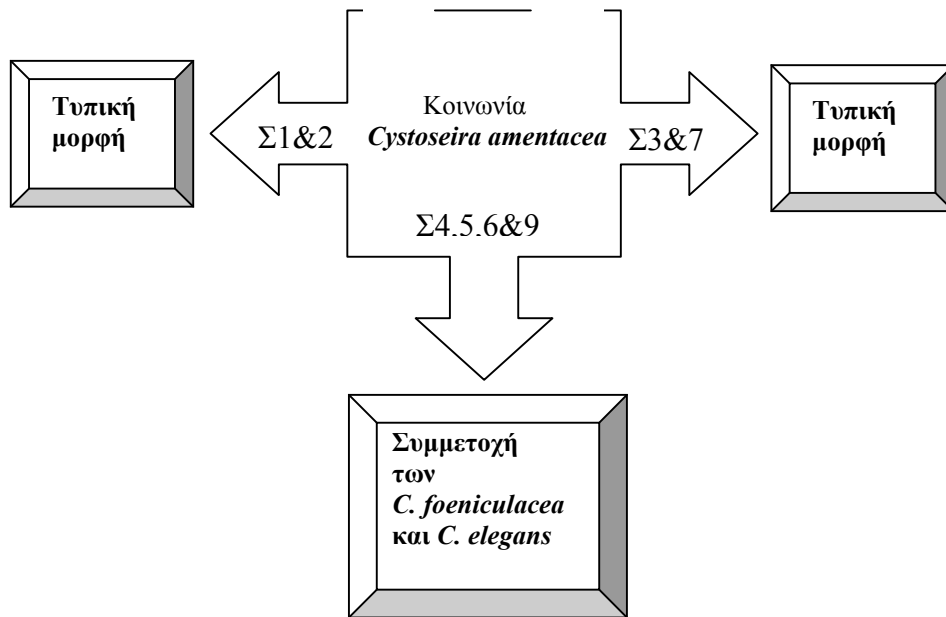 Τυπική
μορφή
Κοινωνία
Cystoseira amentacea
Σ1&2
Σ3&7
Σ4,5,6&9
Τυπική
μορφή
Συμμετοχή
των
C. foeniculacea
και C. elegans